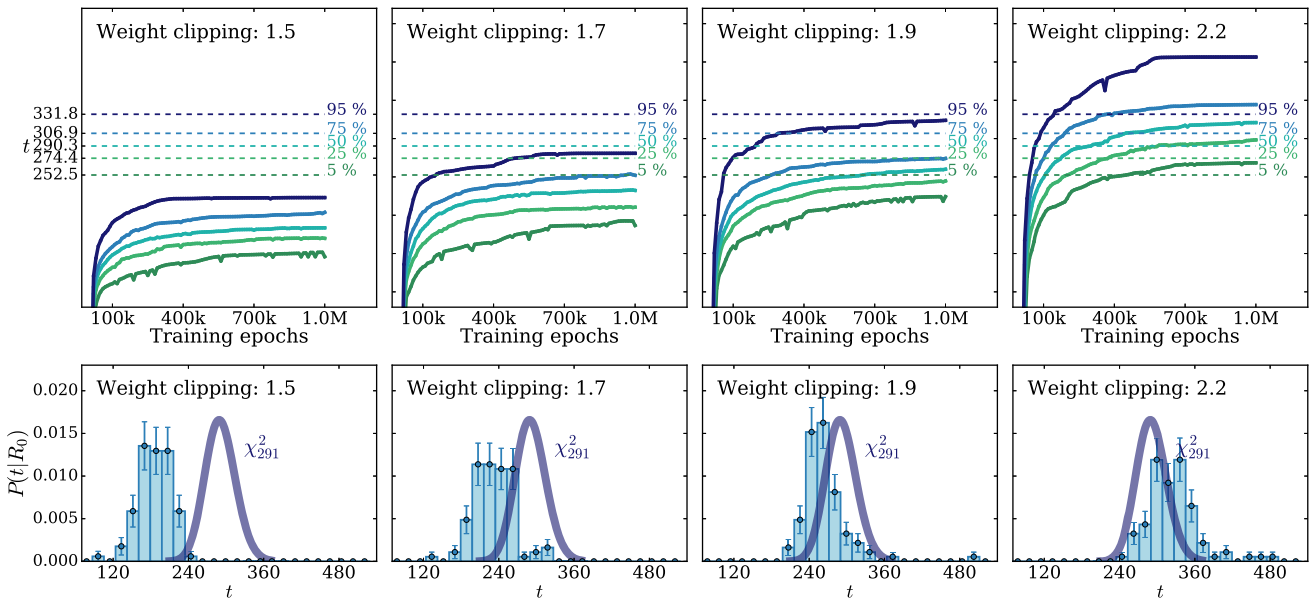 Weight clipping: 1.5
Weight clipping: 1.7
Weight clipping: 1.9
Weight clipping: 2.2
331.8
306.9
t
290.3
274.4
252.5
95 %
75 %
50 %
25 %
5 %
95 %
75 %
50 %
25 %
5 %
95 %
75 %
50 %
25 %
5 %
95 %
75 %
50 %
25 %
5 %
100k 400k 700k 1.0M
100k 400k 700k 1.0M
100k 400k 700k 1.0M
100k 400k 700k 1.0M
Training epochs
Training epochs
Training epochs
Training epochs
Weight clipping: 1.5
Weight clipping: 1.7
Weight clipping: 1.9
Weight clipping: 2.2
P(t|R₀)
0.020
0.015
0.010
0.005
0.000
χ²₂₉₁
χ²₂₉₁
χ²₂₉₁
χ²₂₉₁
120 240 360 480
120 240 360 480
120 240 360 480
120 240 360 480
t
t
t
t